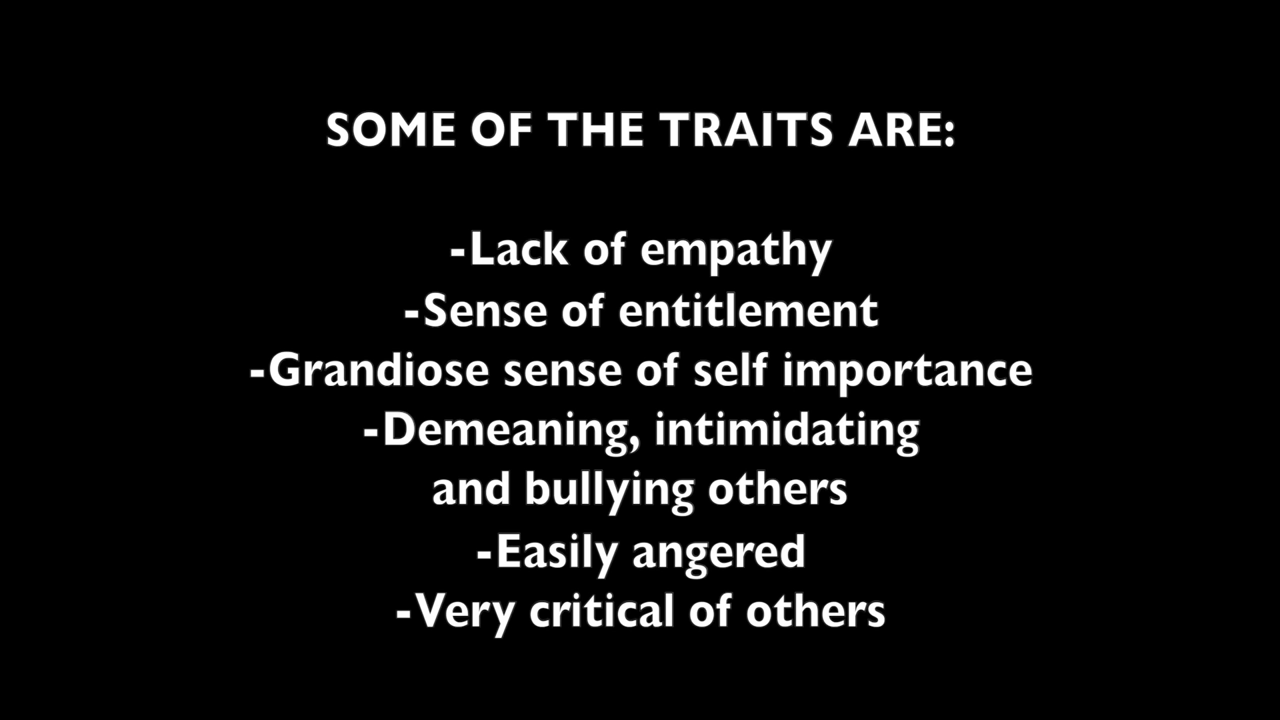 SOME OF THE TRAITS ARE:
-Lack of empathy
-Sense of entitlement
-Grandiose sense of self importance
-Demeaning, intimidating
and bullying others
-Easily angered
-Very critical of others